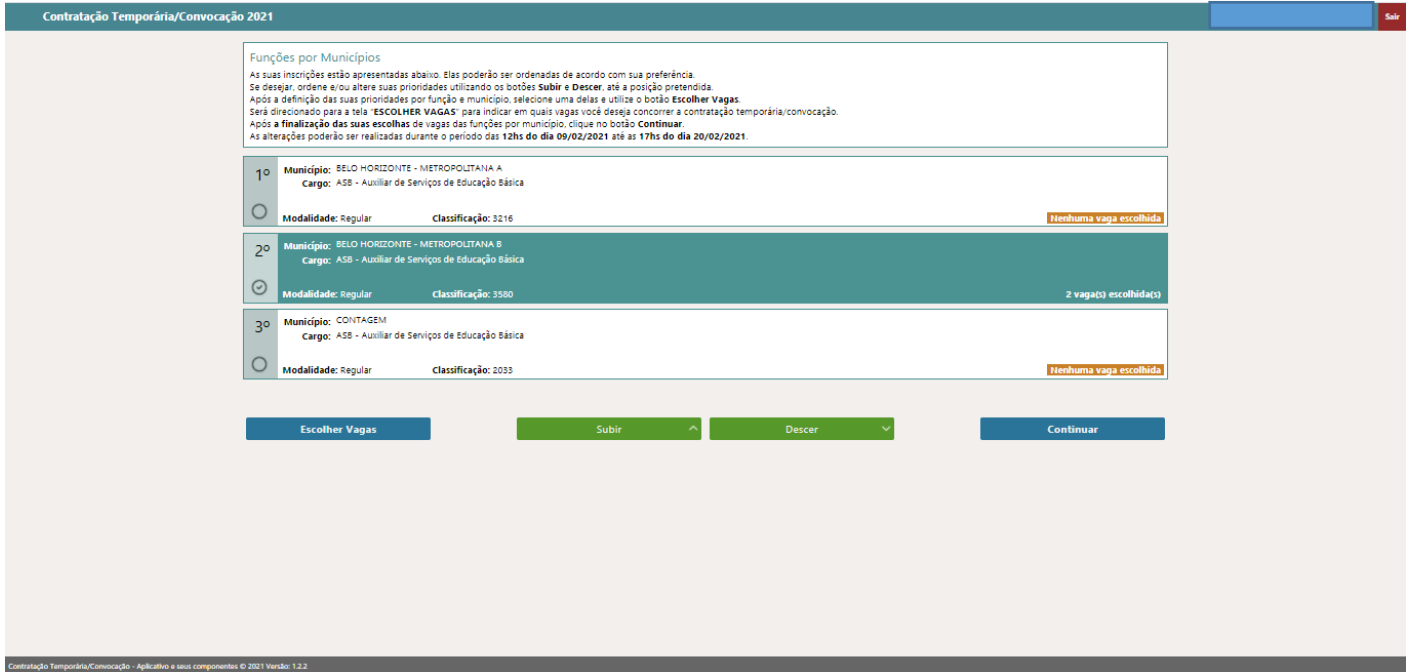 Contratação Temporária/Convocação 2021
Sair
Funções por Municípios
As suas inscrições estão apresentadas abaixo. Elas poderão ser ordenadas de acordo com sua preferência.
Se desejar, ordene e/ou altere suas prioridades utilizando os botões Subir e Descer, até a posição pretendida.
Após a definição das suas prioridades por função e município, selecione uma delas e utilize o botão Escolher Vagas.
Será direcionado para a tela "ESCOLHER VAGAS" para indicar em quais vagas você deseja concorrer a contratação temporária/convocação.
Após a finalização das suas escolhas de vagas das funções por município, clique no botão Continuar.
As alterações poderão ser realizadas durante o período das 12hs do dia 09/02/2021 até as 17hs do dia 20/02/2021.
1º Município: BELO HORIZONTE - METROPOLITANA A
Cargo: ASB - Auxiliar de Serviços de Educação Básica
Modalidade: Regular Classificação: 3216 Nenhuma vaga escolhida
2º Município: BELO HORIZONTE - METROPOLITANA B
Cargo: ASB - Auxiliar de Serviços de Educação Básica
Modalidade: Regular Classificação: 3580 2 vaga(s) escolhida(s)
3º Município: CONTAGEM
Cargo: ASB - Auxiliar de Serviços de Educação Básica
Modalidade: Regular Classificação: 2033 Nenhuma vaga escolhida
Escolher Vagas Subir Descer Continuar
Contratação Temporária/Convocação - Aplicativo e seus componentes © 2021 Versão: 1.2.2